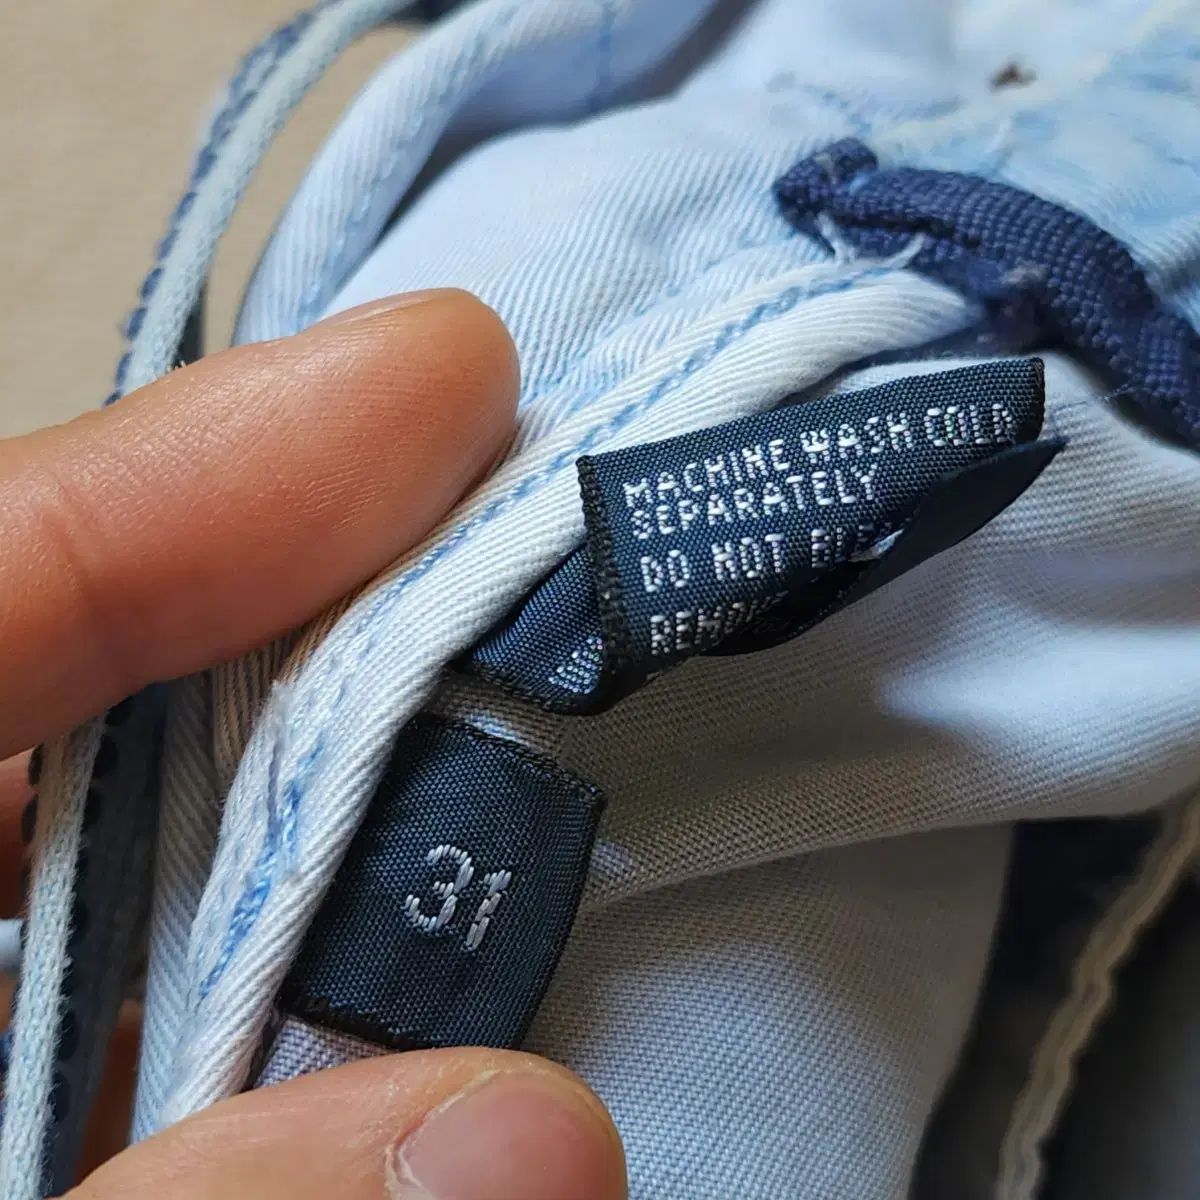 MACHINE WASH COLD
SEPARATELY
DO NOT
31